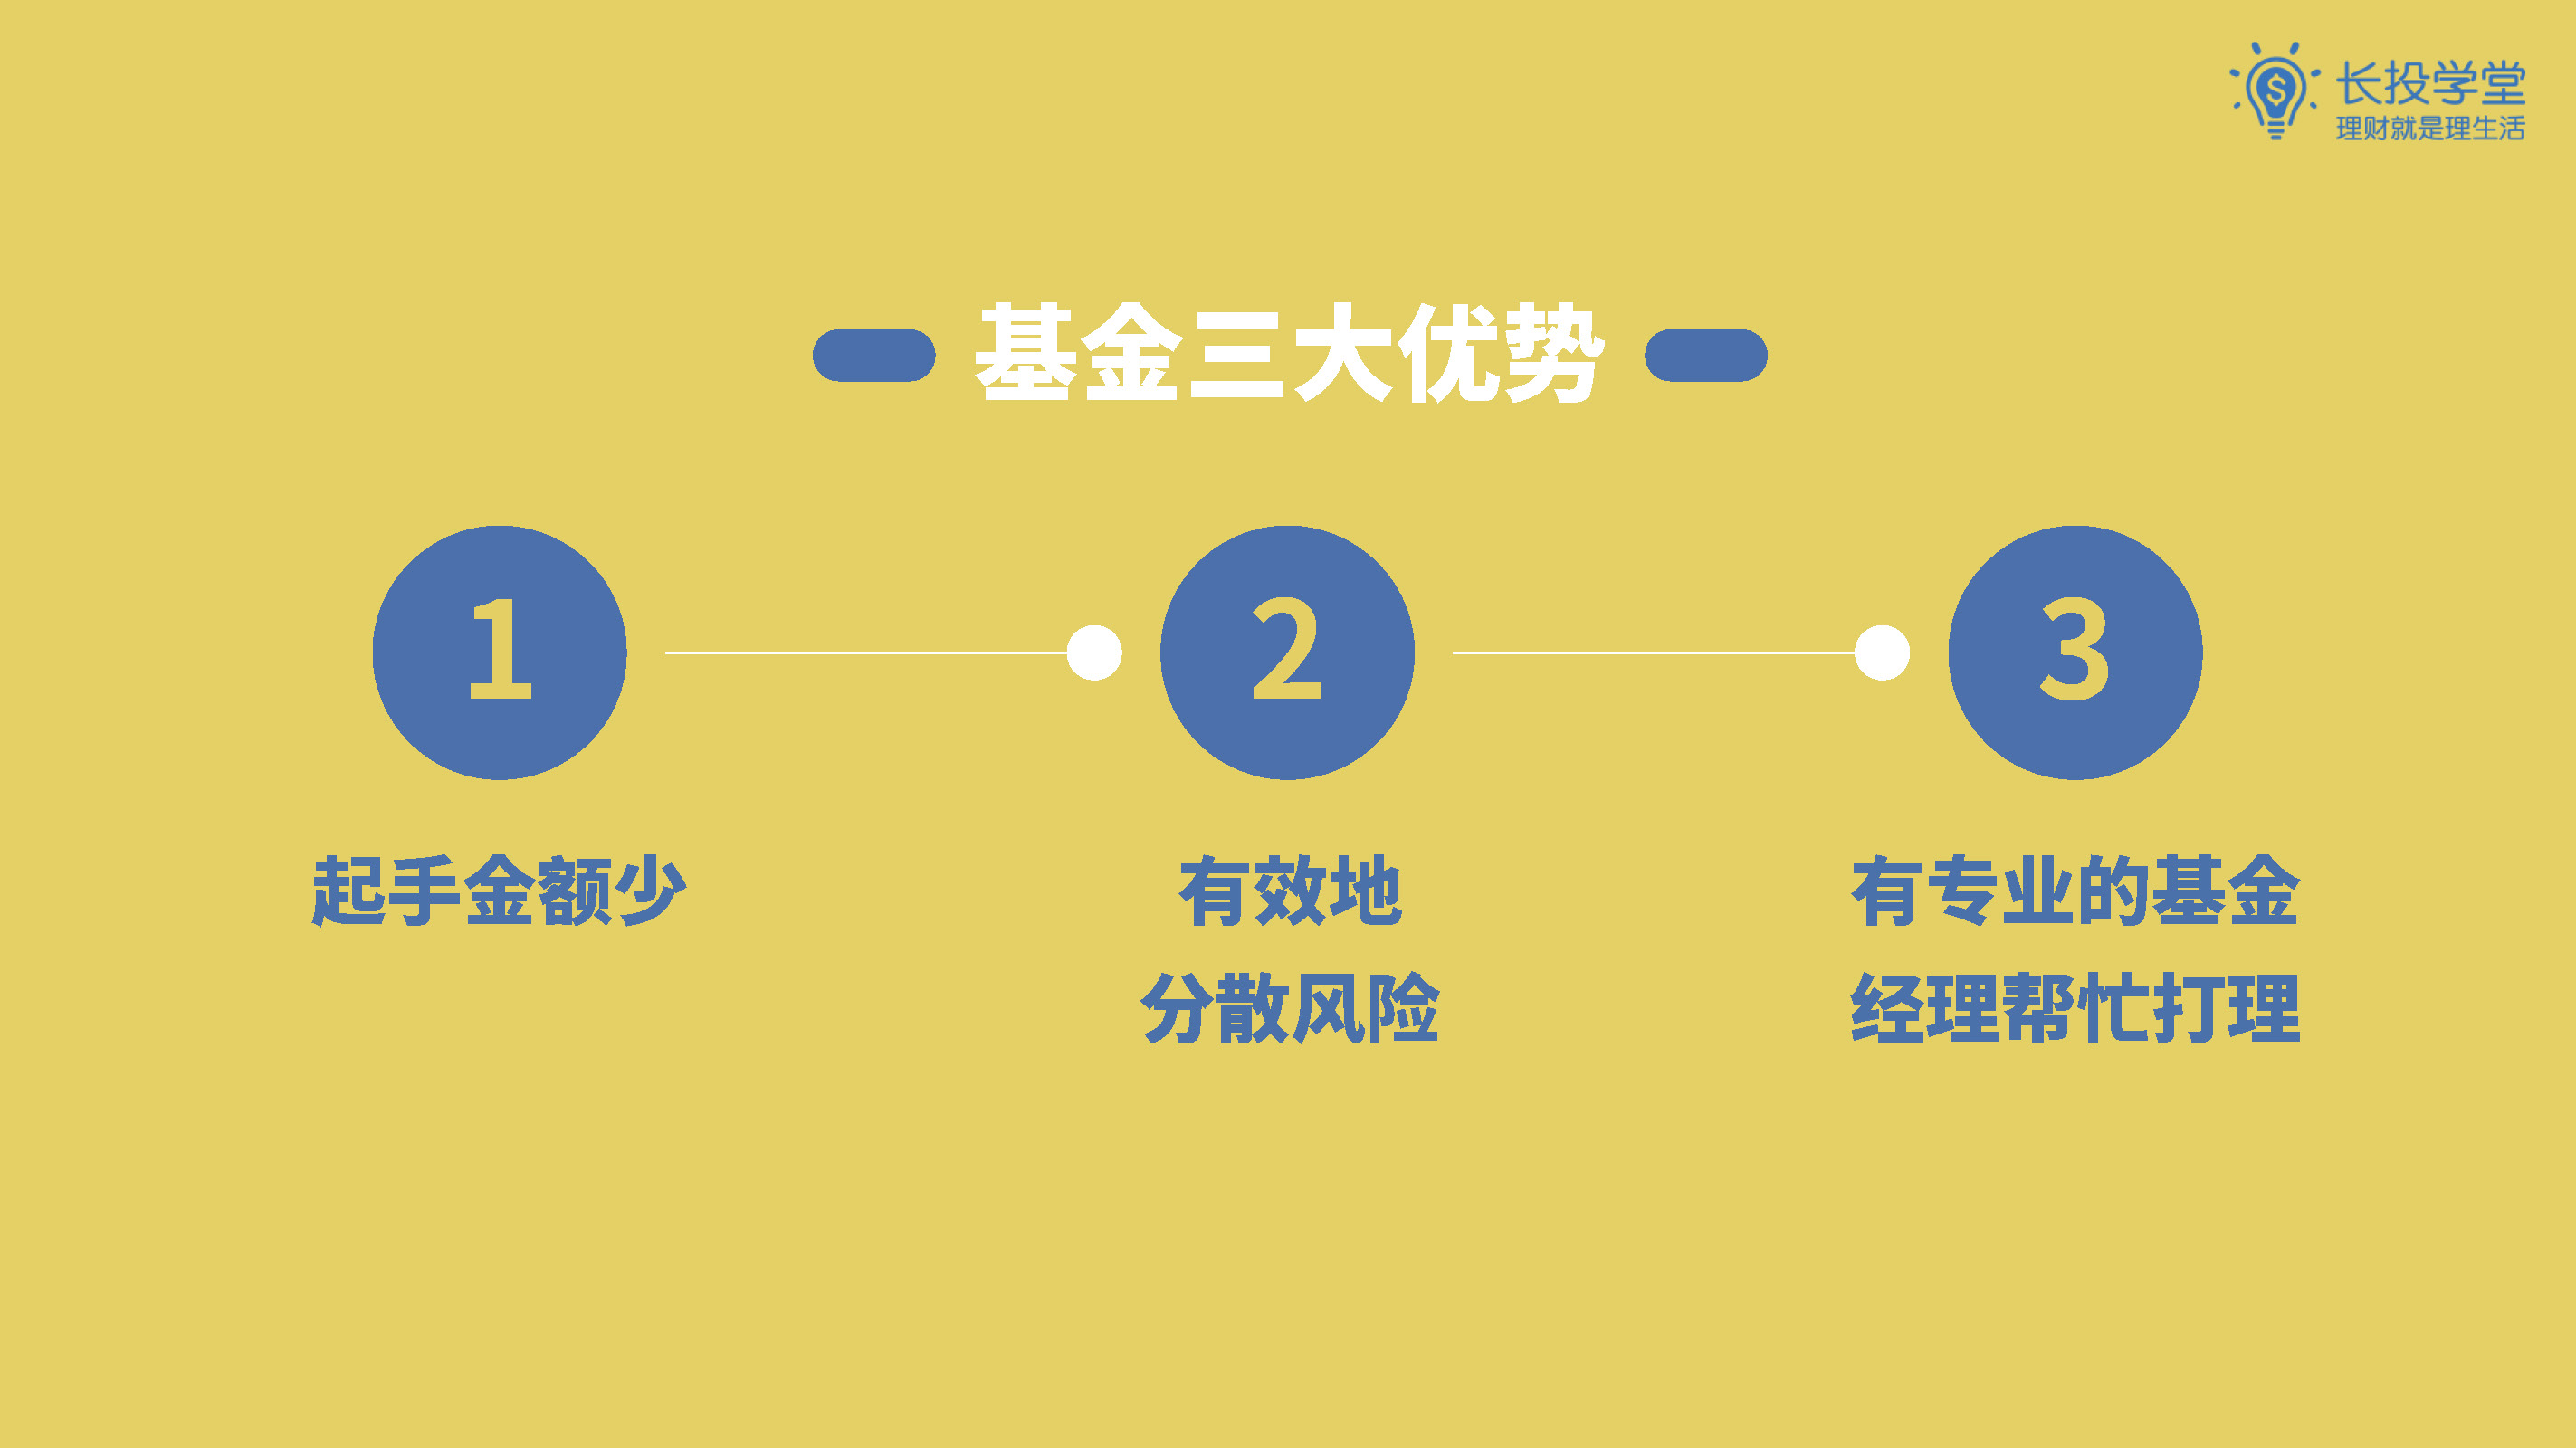 长投学堂
理财就是理生活
基金三大优势
1
2
3
起手金额少
有效地
分散风险
有专业的基金
经理帮忙打理